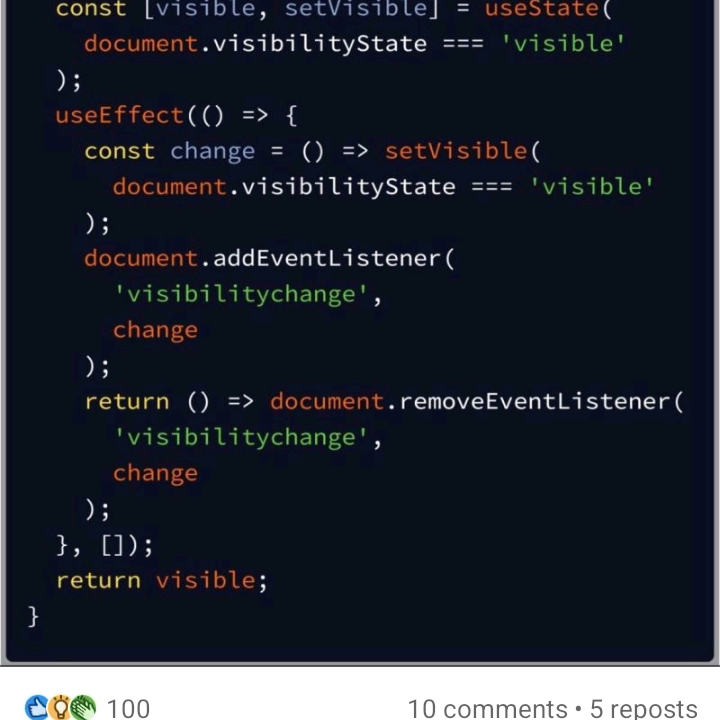 const [visible, setVisible] = useState(
document.visibilityState === 'visible'
);
useEffect(() => {
const change = () => setVisible(
document.visibilityState === 'visible'
);
document.addEventListener(
'visibilitychange',
change
);
return () => document.removeEventListener(
'visibilitychange',
change
);
}, []);
return visible;
}
100
10 comments • 5 reposts